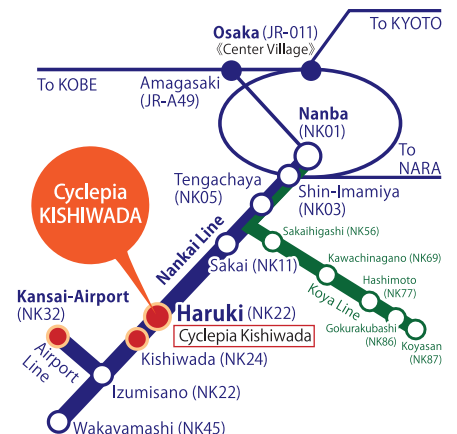 To KYOTO
Osaka (JR-011)
《Center Village》
To KOBE
Amagasaki
(JR-A49)
Nanba
(NK01)
To
NARA
Tengachaya
(NK05)
Shin-Imamiya
(NK03)
Cyclepia
KISHIWADA
Sakaihigashi (NK56)
Nankai Line
Sakai (NK11)
Kawachinagano (NK69)
Koya Line
Hashimoto
(NK77)
Kansai-Airport
(NK32)
Haruki (NK22)
Cyclepia Kishiwada
Gokurakubashi
(NK86)
Koyasan
(NK87)
Airport
Line
Kishiwada (NK24)
Izumisano (NK22)
Wakayamashi (NK45)